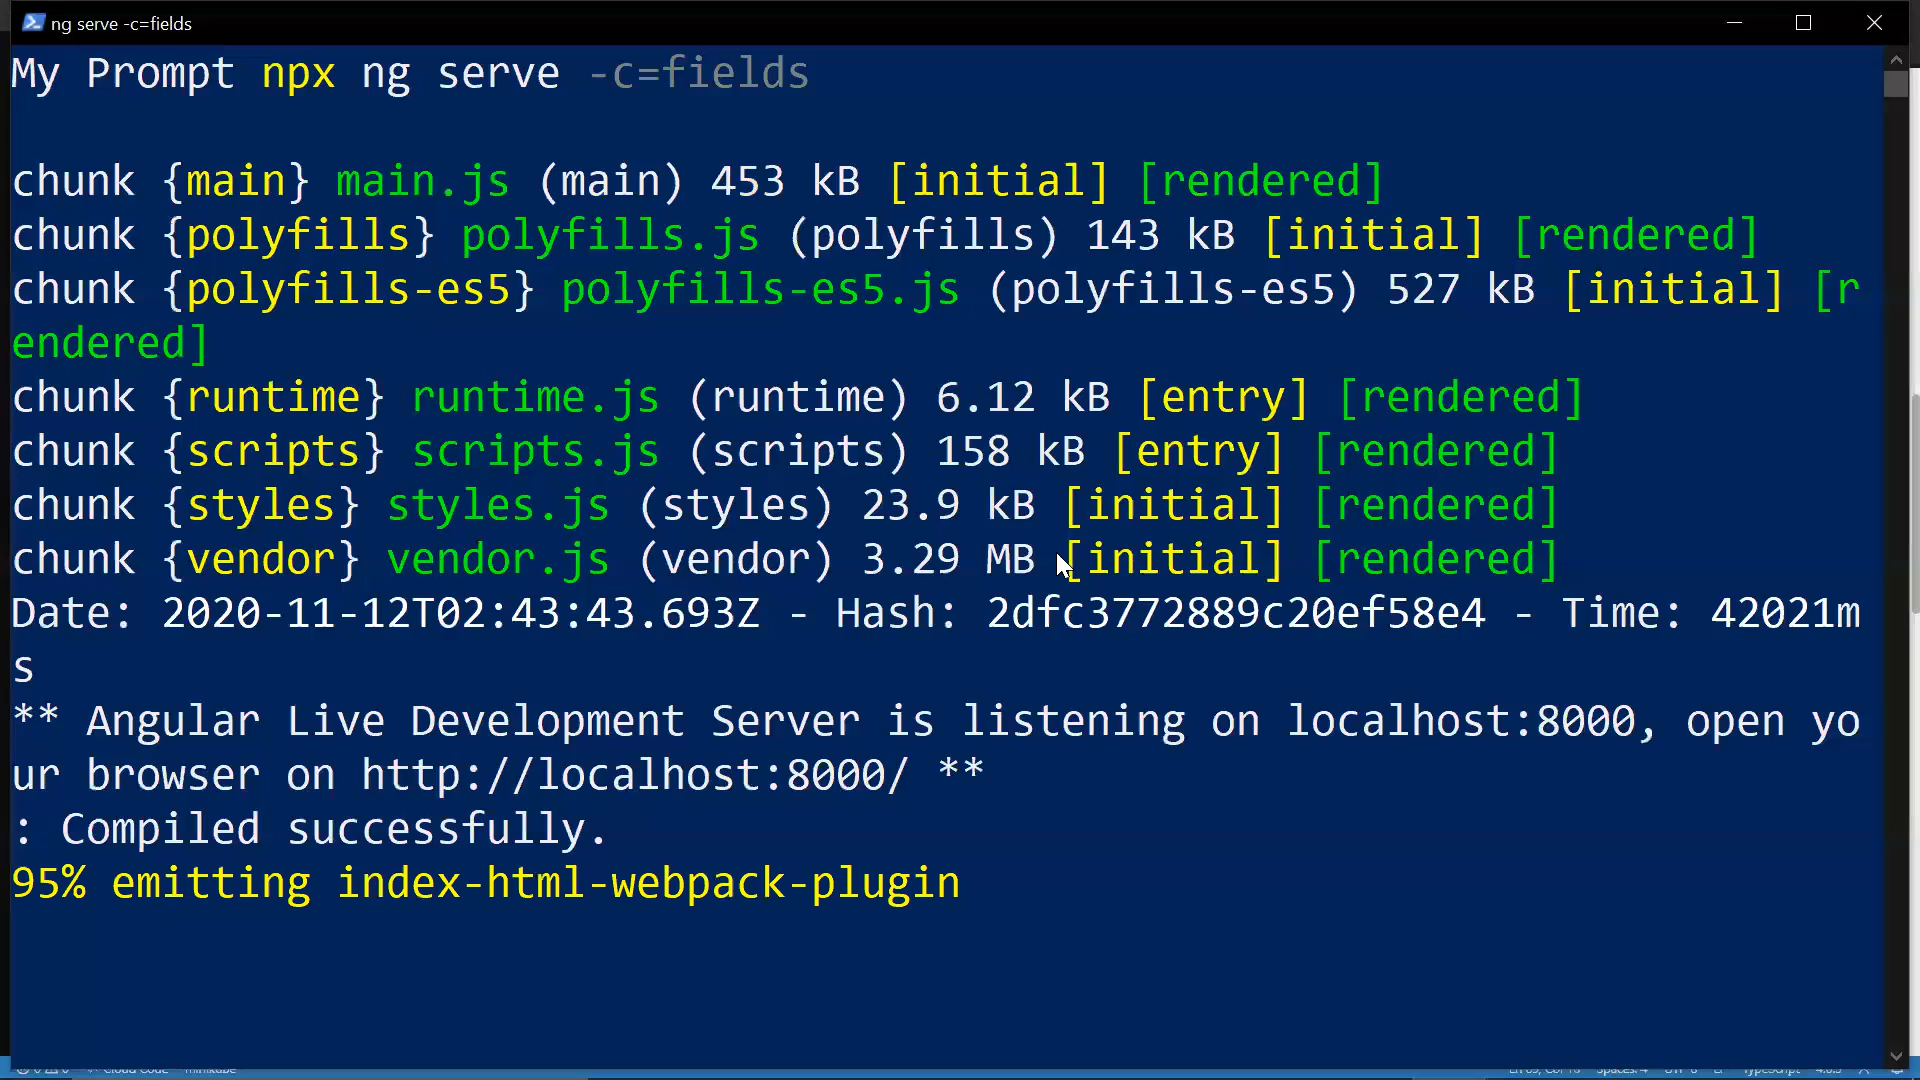 ng serve -c=fields
My Prompt npx ng serve -c=fields
chunk {main} main.js (main) 453 kB [initial] [rendered]
chunk {polyfills} polyfills.js (polyfills) 143 kB [initial] [rendered]
chunk {polyfills-es5} polyfills-es5.js (polyfills-es5) 527 kB [initial] [r
endered]
chunk {runtime} runtime.js (runtime) 6.12 kB [entry] [rendered]
chunk {scripts} scripts.js (scripts) 158 kB [entry] [rendered]
chunk {styles} styles.js (styles) 23.9 kB [initial] [rendered]
chunk {vendor} vendor.js (vendor) 3.29 MB [initial] [rendered]
Date: 2020-11-12T02:43:43.693Z - Hash: 2dfc3772889c20ef58e4 - Time: 42021m
s
** Angular Live Development Server is listening on localhost:8000, open yo
ur browser on http://localhost:8000/ **
: Compiled successfully.
95% emitting index-html-webpack-plugin